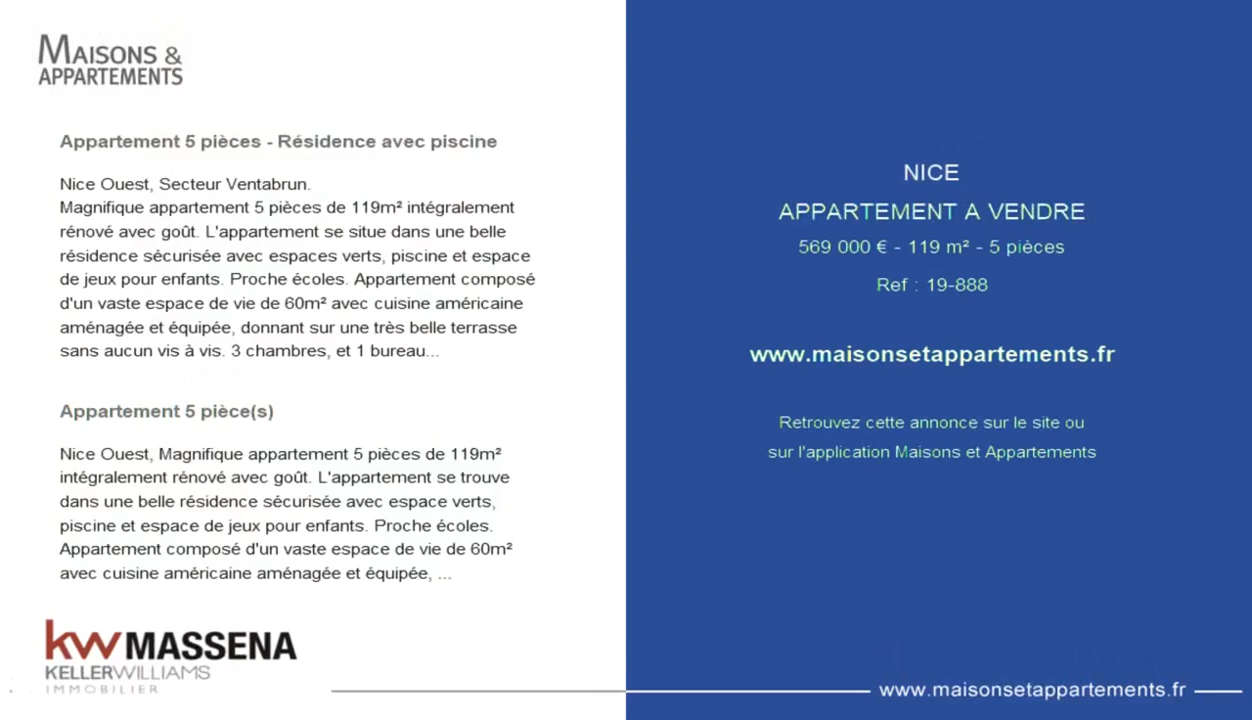 MAISONS &
APPARTEMENTS
Appartement 5 pièces - Résidence avec piscine
Nice Ouest, Secteur Ventabrun.
Magnifique appartement 5 pièces de 119m² intégralement
rénové avec goût. L'appartement se situe dans une belle
résidence sécurisée avec espaces verts, piscine et espace
de jeux pour enfants. Proche écoles. Appartement composé
d'un vaste espace de vie de 60m² avec cuisine américaine
aménagée et équipée, donnant sur une très belle terrasse
sans aucun vis à vis. 3 chambres, et 1 bureau...
Appartement 5 pièce(s)
Nice Ouest, Magnifique appartement 5 pièces de 119m²
intégralement rénové avec goût. L'appartement se trouve
dans une belle résidence sécurisée avec espace verts,
piscine et espace de jeux pour enfants. Proche écoles.
Appartement composé d'un vaste espace de vie de 60m²
avec cuisine américaine aménagée et équipée, ...
kw MASSENA
KELLERWILLIAMS
IMMOBILIER
NICE
APPARTEMENT A VENDRE
569 000 € - 119 m² - 5 pièces
Ref : 19-888
www.maisonsetappartements.fr
Retrouvez cette annonce sur le site ou
sur l'application Maisons et Appartements
www.maisonsetappartements.fr